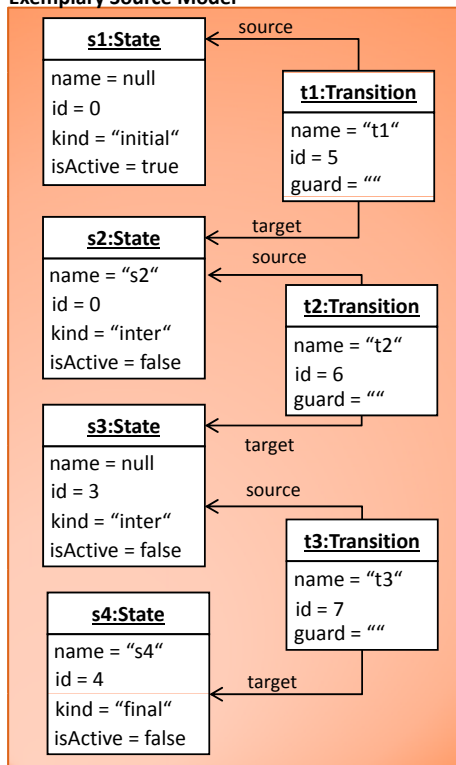 Exemplary Source Model
s1:State
name = null
id = 0
kind = “initial“
isActive = true
source
t1:Transition
name = “t1“
id = 5
guard = ““
target
s2:State
name = “s2“
id = 0
kind = “inter“
isActive = false
source
t2:Transition
name = “t2“
id = 6
guard = ““
target
s3:State
name = null
id = 3
kind = “inter“
isActive = false
source
t3:Transition
name = “t3“
id = 7
guard = ““
target
s4:State
name = “s4“
id = 4
kind = “final“
isActive = false